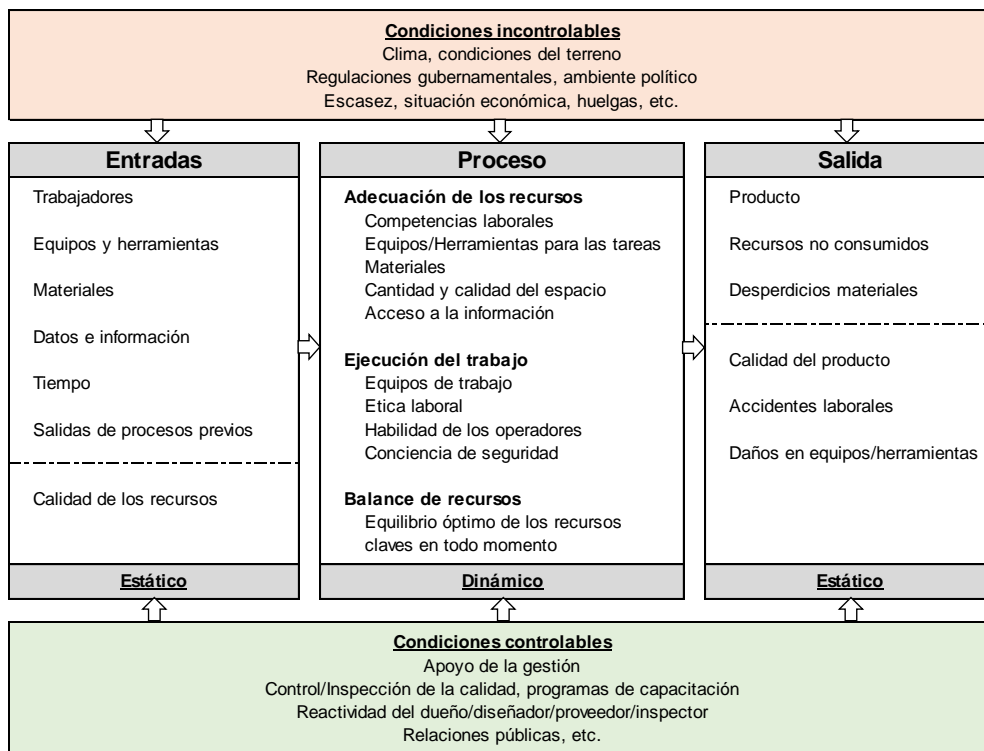 Condiciones incontrolables
Clima, condiciones del terreno
Regulaciones gubernamentales, ambiente político
Escasez, situación económica, huelgas, etc.
Entradas
Trabajadores
Equipos y herramientas
Materiales
Datos e información
Tiempo
Salidas de procesos previos
Calidad de los recursos
Estático
Proceso
Adecuación de los recursos
Competencias laborales
Equipos/Herramientas para las tareas
Materiales
Cantidad y calidad del espacio
Acceso a la información
Ejecución del trabajo
Equipos de trabajo
Etica laboral
Habilidad de los operadores
Conciencia de seguridad
Balance de recursos
Equilibrio óptimo de los recursos
claves en todo momento
Dinámico
Salida
Producto
Recursos no consumidos
Desperdicios materiales
Calidad del producto
Accidentes laborales
Daños en equipos/herramientas
Estático
Condiciones controlables
Apoyo de la gestión
Control/Inspección de la calidad, programas de capacitación
Reactividad del dueño/diseñador/proveedor/inspector
Relaciones públicas, etc.